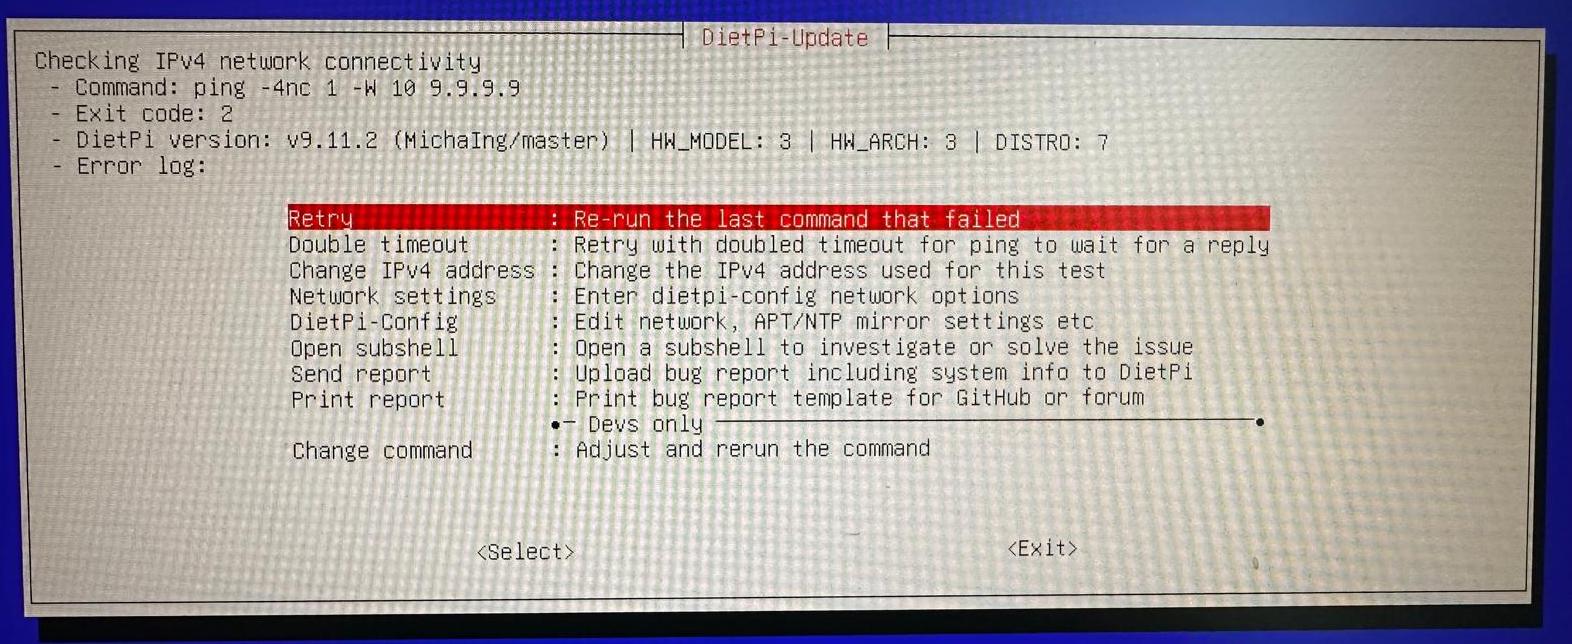 DietPi-Update
Checking IPv4 network connectivity
- Command: ping -4nc 1 -W 10 9.9.9.9
- Exit code: 2
- DietPi version: v9.11.2 (MichaIng/master) | HW_MODEL: 3 | HW_ARCH: 3 | DISTRO: 7
- Error log:
Retry : Re-run the last command that failed
Double timeout : Retry with doubled timeout for ping to wait for a reply
Change IPv4 address : Change the IPv4 address used for this test
Network settings : Enter dietpi-config network options
DietPi-Config : Edit network, APT/NTP mirror settings etc
Open subshell : Open a subshell to investigate or solve the issue
Send report : Upload bug report including system info to DietPi
Print report : Print bug report template for GitHub or forum
●─ Devs only ─●
Change command : Adjust and rerun the command
<Select> <Exit>